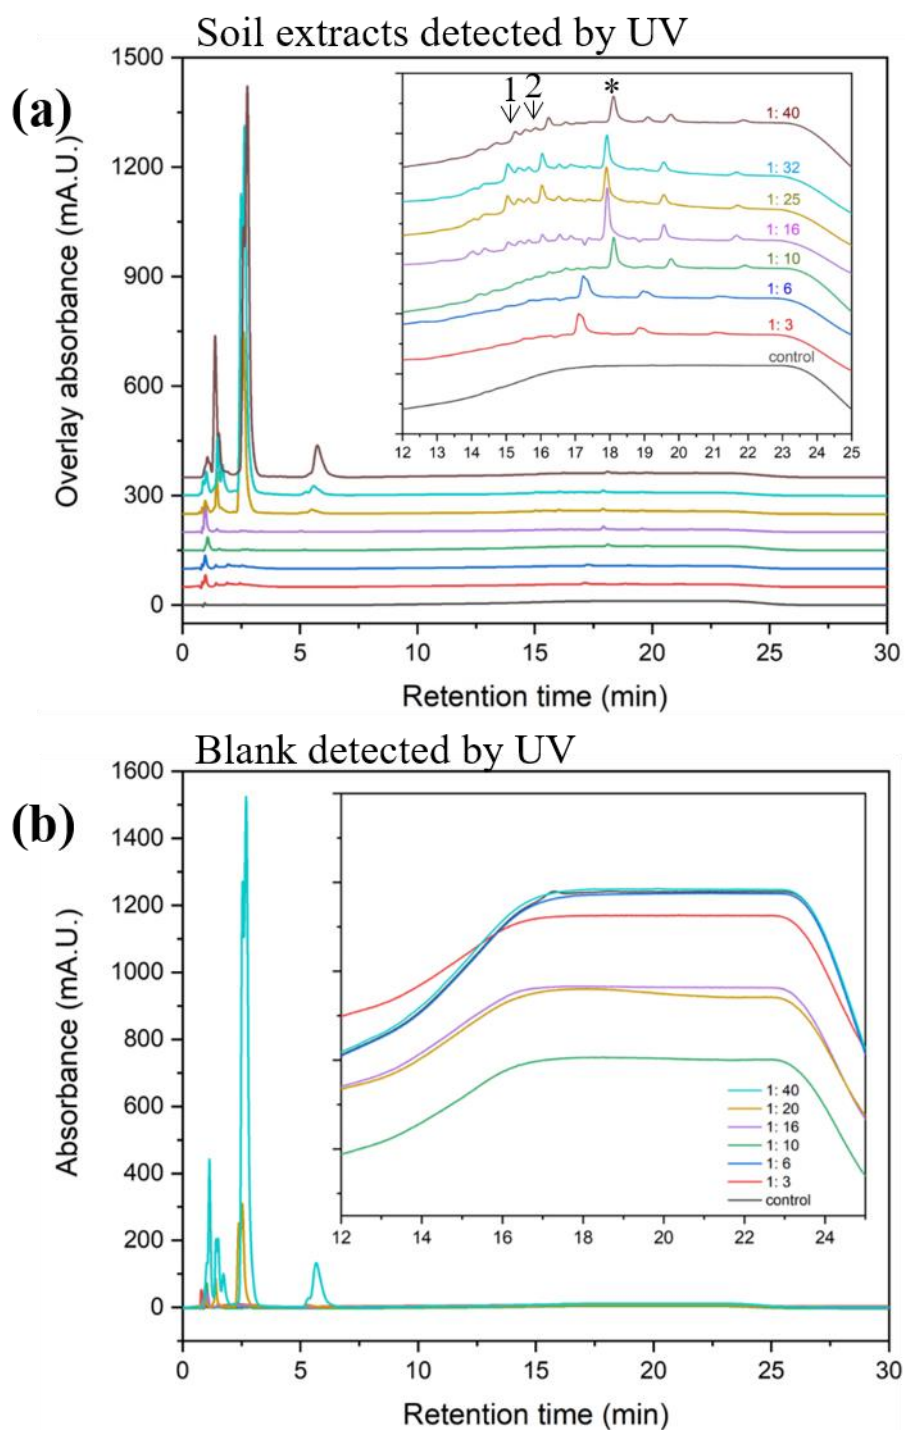 Soil extracts detected by UV
(a)
1500
1200
900
600
300
0
Overlay absorbance (mA.U.)
1 2 *
1: 40
1: 32
1: 25
1: 16
1: 10
1: 6
1: 3
control
12 13 14 15 16 17 18 19 20 21 22 23 24 25
0 5 10 15 20 25 30
Retention time (min)
Blank detected by UV
(b)
1600
1400
1200
1000
800
600
400
200
0
Absorbance (mA.U.)
1: 40
1: 20
1: 16
1: 10
1: 6
1: 3
control
12 14 16 18 20 22 24
0 5 10 15 20 25 30
Retention time (min)